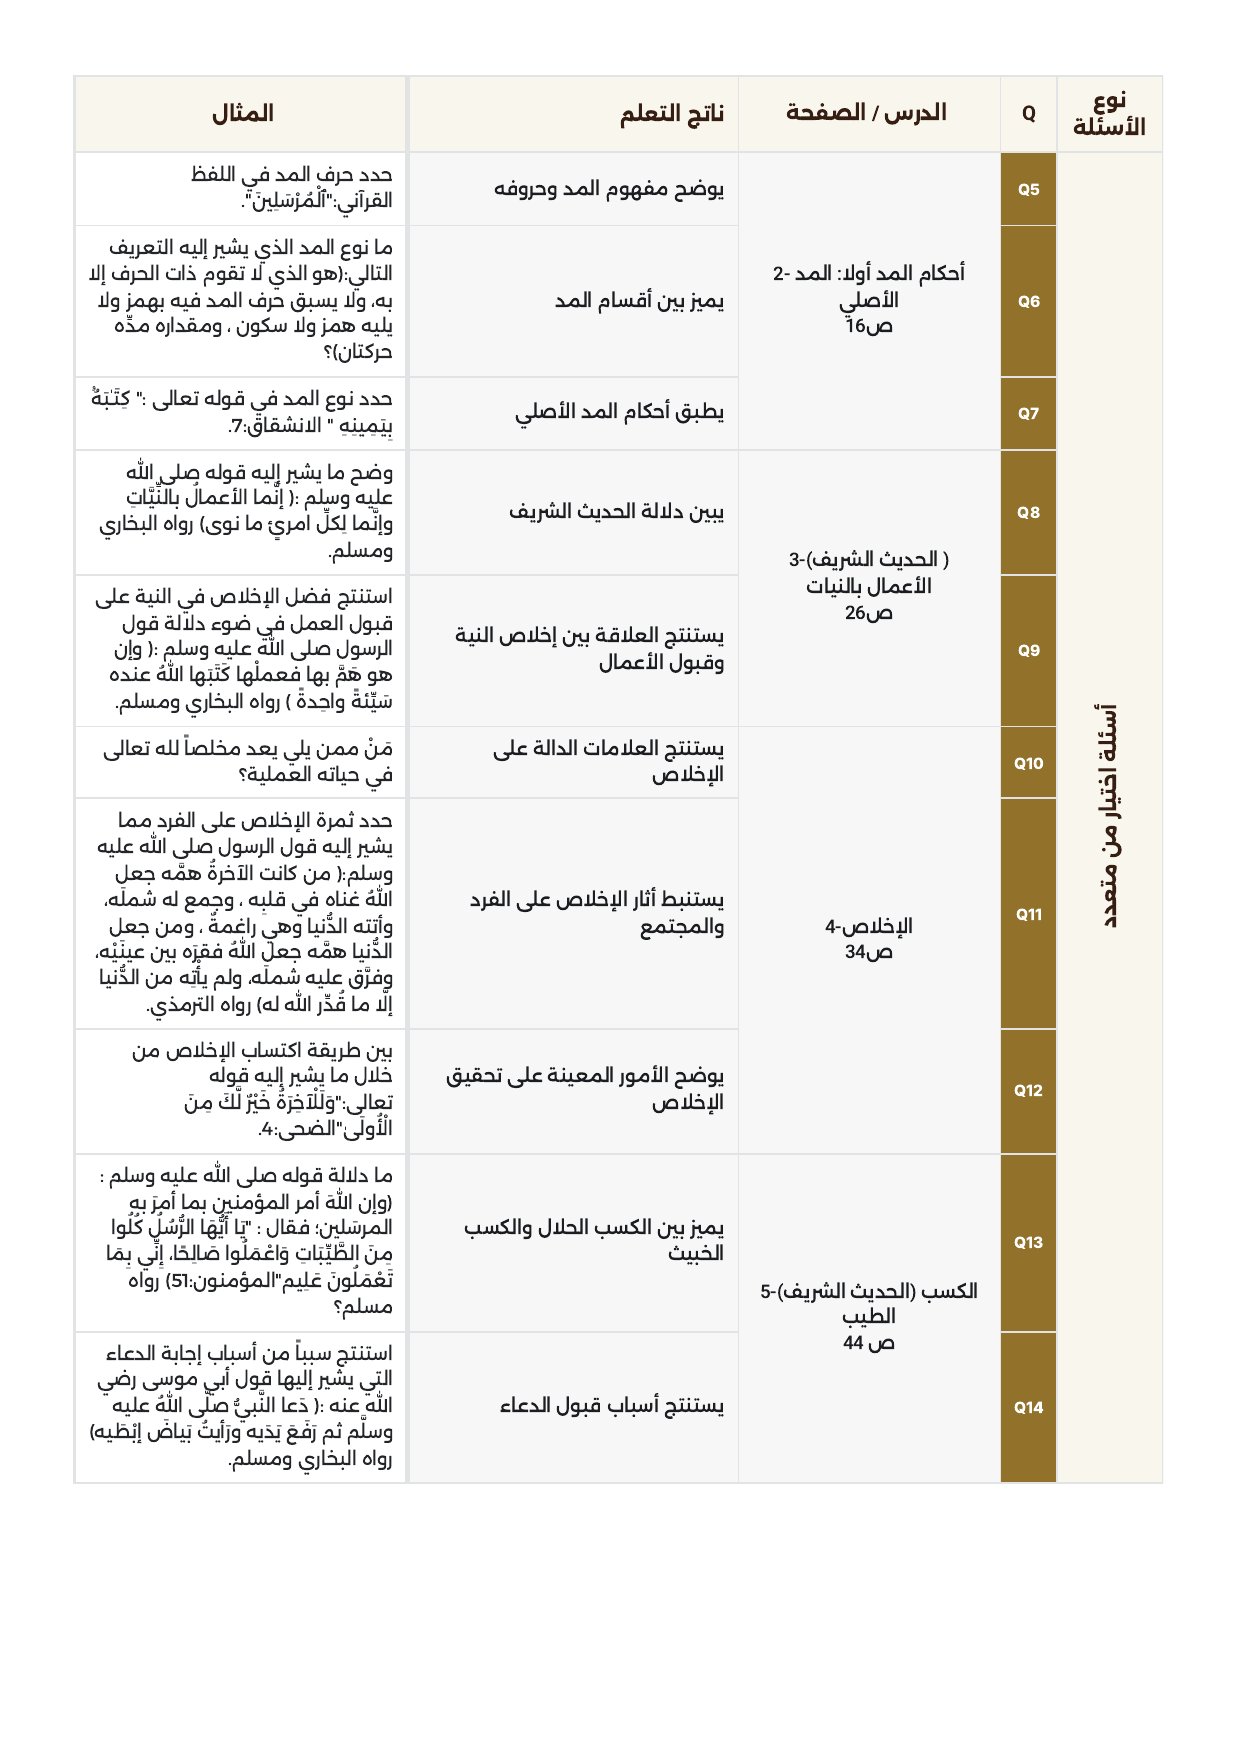 نوع
الأسئلة
Q
الدرس / الصفحة
ناتج التعلم
المثال
أسئلة اختيار من متعدد
Q5
أحكام المد أولا: المد -2
الأصلي
ص16
يوضح مفهوم المد وحروفه
حدد حرف المد في اللفظ
القرآني:"ٱلْمُرْسَلِينَ".
Q6
يميز بين أقسام المد
ما نوع المد الذي يشير إليه التعريف
التالي:(هو الذي لا تقوم ذات الحرف إلا
به، ولا يسبق حرف المد فيه بهمز ولا
يليه همز ولا سكون ، ومقداره مدِّه
حركتان)؟
Q7
يطبق أحكام المد الأصلي
حدد نوع المد في قوله تعالى :" كِتَٰبَهُۥ
بِيَمِينِهِ " الانشقاق:7.
Q8
( الحديث الشريف)-3
الأعمال بالنيات
ص26
يبين دلالة الحديث الشريف
وضح ما يشير إليه قوله صلى الله
عليه وسلم :( إنَّما الأعمالُ بالنِّيَّاتِ
وإنَّما لِكلِّ امرئٍ ما نوى) رواه البخاري
ومسلم.
Q9
يستنتج العلاقة بين إخلاص النية
وقبول الأعمال
استنتج فضل الإخلاص في النية على
قبول العمل في ضوء دلالة قول
الرسول صلى الله عليه وسلم :( وإن
هو هَمَّ بها فعملْها كَتَبَها اللهُ عنده
سَيِّئةً واحِدةً ) رواه البخاري ومسلم.
Q10
الإخلاص-4
ص34
يستنتج العلامات الدالة على
الإخلاص
مَنْ ممن يلي يعد مخلصاً لله تعالى
في حياته العملية؟
Q11
يستنبط أثار الإخلاص على الفرد
والمجتمع
حدد ثمرة الإخلاص على الفرد مما
يشير إليه قول الرسول صلى الله عليه
وسلم:( من كانت الآخرةُ همَّه جعل
اللهُ غناه في قلبِه ، وجمع له شملَه،
وأتته الدُّنيا وهي راغمةٌ ، ومن جعل
الدُّنيا همَّه جعل اللهُ فقرَه بين عينَيْه،
وفرَّق عليه شملَه، ولم يأْتِه من الدُّنيا
إلَّا ما قُدِّر الله له) رواه الترمذي.
Q12
يوضح الأمور المعينة على تحقيق
الإخلاص
بين طريقة اكتساب الإخلاص من
خلال ما يشير إليه قوله
تعالى:"وَلَلْآخِرَةُ خَيْرٌ لَّكَ مِنَ
الْأُولَىٰ"الضحى:4.
Q13
الكسب (الحديث الشريف)-5
الطيب
ص 44
يميز بين الكسب الحلال والكسب
الخبيث
ما دلالة قوله صلى الله عليه وسلم :
(وإن اللهَ أمر المؤمنين بما أمرَ به
المرسَلين؛ فقال : "يَا أَيُّهَا الرُّسُلُ كُلُوا
مِنَ الطَّيِّبَاتِ وَاعْمَلُوا صَالِحًا، إِنِّي بِمَا
تَعْمَلُونَ عَلِيم"المؤمنون:51) رواه
مسلم؟
Q14
يستنتج أسباب قبول الدعاء
استنتج سبباً من أسباب إجابة الدعاء
التي يشير إليها قول أبي موسى رضي
الله عنه :( دَعا النَّبيُّ صلَّى اللهُ عليه
وسلَّم ثم رَفَعَ يَدَيه ورَأيتُ بَياضَ إبْطَيه)
رواه البخاري ومسلم.